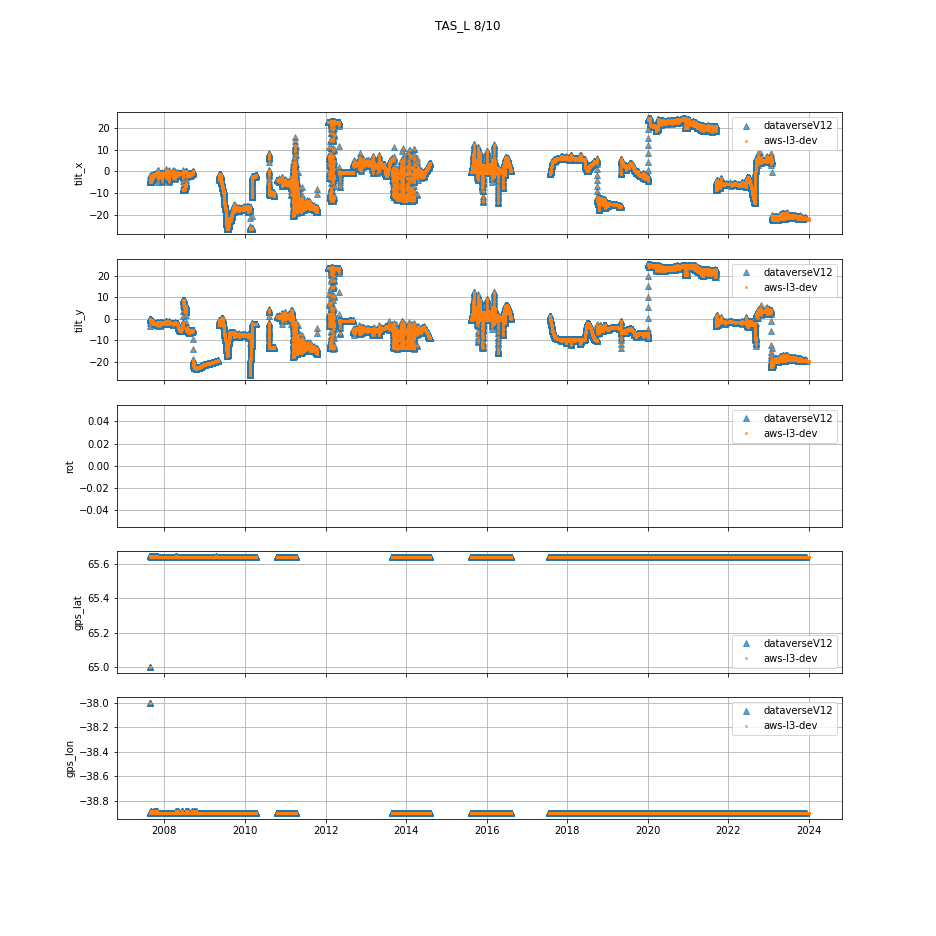 TAS_L 8/10
20
10
0
−10
−20
tilt_x
dataverseV12
aws-l3-dev
20
10
0
−10
−20
tilt_y
dataverseV12
aws-l3-dev
0.04
0.02
0.00
−0.02
−0.04
rot
dataverseV12
aws-l3-dev
65.6
65.4
65.2
65.0
gps_lat
dataverseV12
aws-l3-dev
−38.0
−38.2
−38.4
−38.6
−38.8
gps_lon
dataverseV12
aws-l3-dev
2008 2010 2012 2014 2016 2018 2020 2022 2024